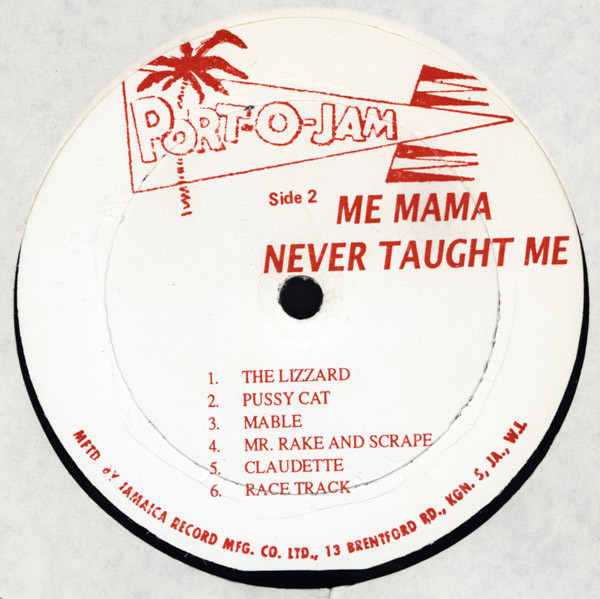 PORT-O-JAM
Side 2
ME MAMA
NEVER TAUGHT ME
1. THE LIZZARD
2. PUSSY CAT
3. MABLE
4. MR. RAKE AND SCRAPE
5. CLAUDETTE
6. RACE TRACK
MFTD. BY JAMAICA RECORD MFG. CO. LTD., 13 BRENTFORD RD., KGN. 5, JA., W.I.